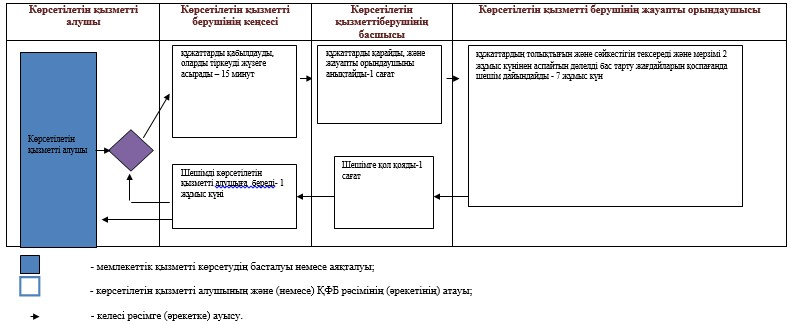 Көрсетілетін қызметті
алушы
Көрсетілетін қызметті
берушінің кеңсесі
Көрсетілетін
қызметтіберушінің
басшысы
Көрсетілетін қызметті берушінің жауапты орындаушысы
Көрсетілетін
қызметті алушы
құжаттарды қабылдауды,
оларды тіркеуді жүзеге
асырады – 15 минут
құжаттарды қарайды, және
жауапты орындаушыны
анықтайды-1 сағат
құжаттардың толықтығын және сәйкестігін тексереді және мерзімі 2
жұмыс күнінен аспайтын дәлелді бас тарту жағдайларын қоспағанда
шешім дайындайды - 7 жұмыс күн
Шешімді көрсетілетін
қызметті алушыға береді- 1
жұмыс күні
Шешімге қол қояды-1
сағат
- мемлекеттік қызметті көрсетудің басталуы немесе аяқталуы;
- көрсетілетін қызметті алушының және (немесе) ҚФБ рәсімінің (әрекетінің) атауы;
- келесі рәсімге (әрекетке) ауысу.